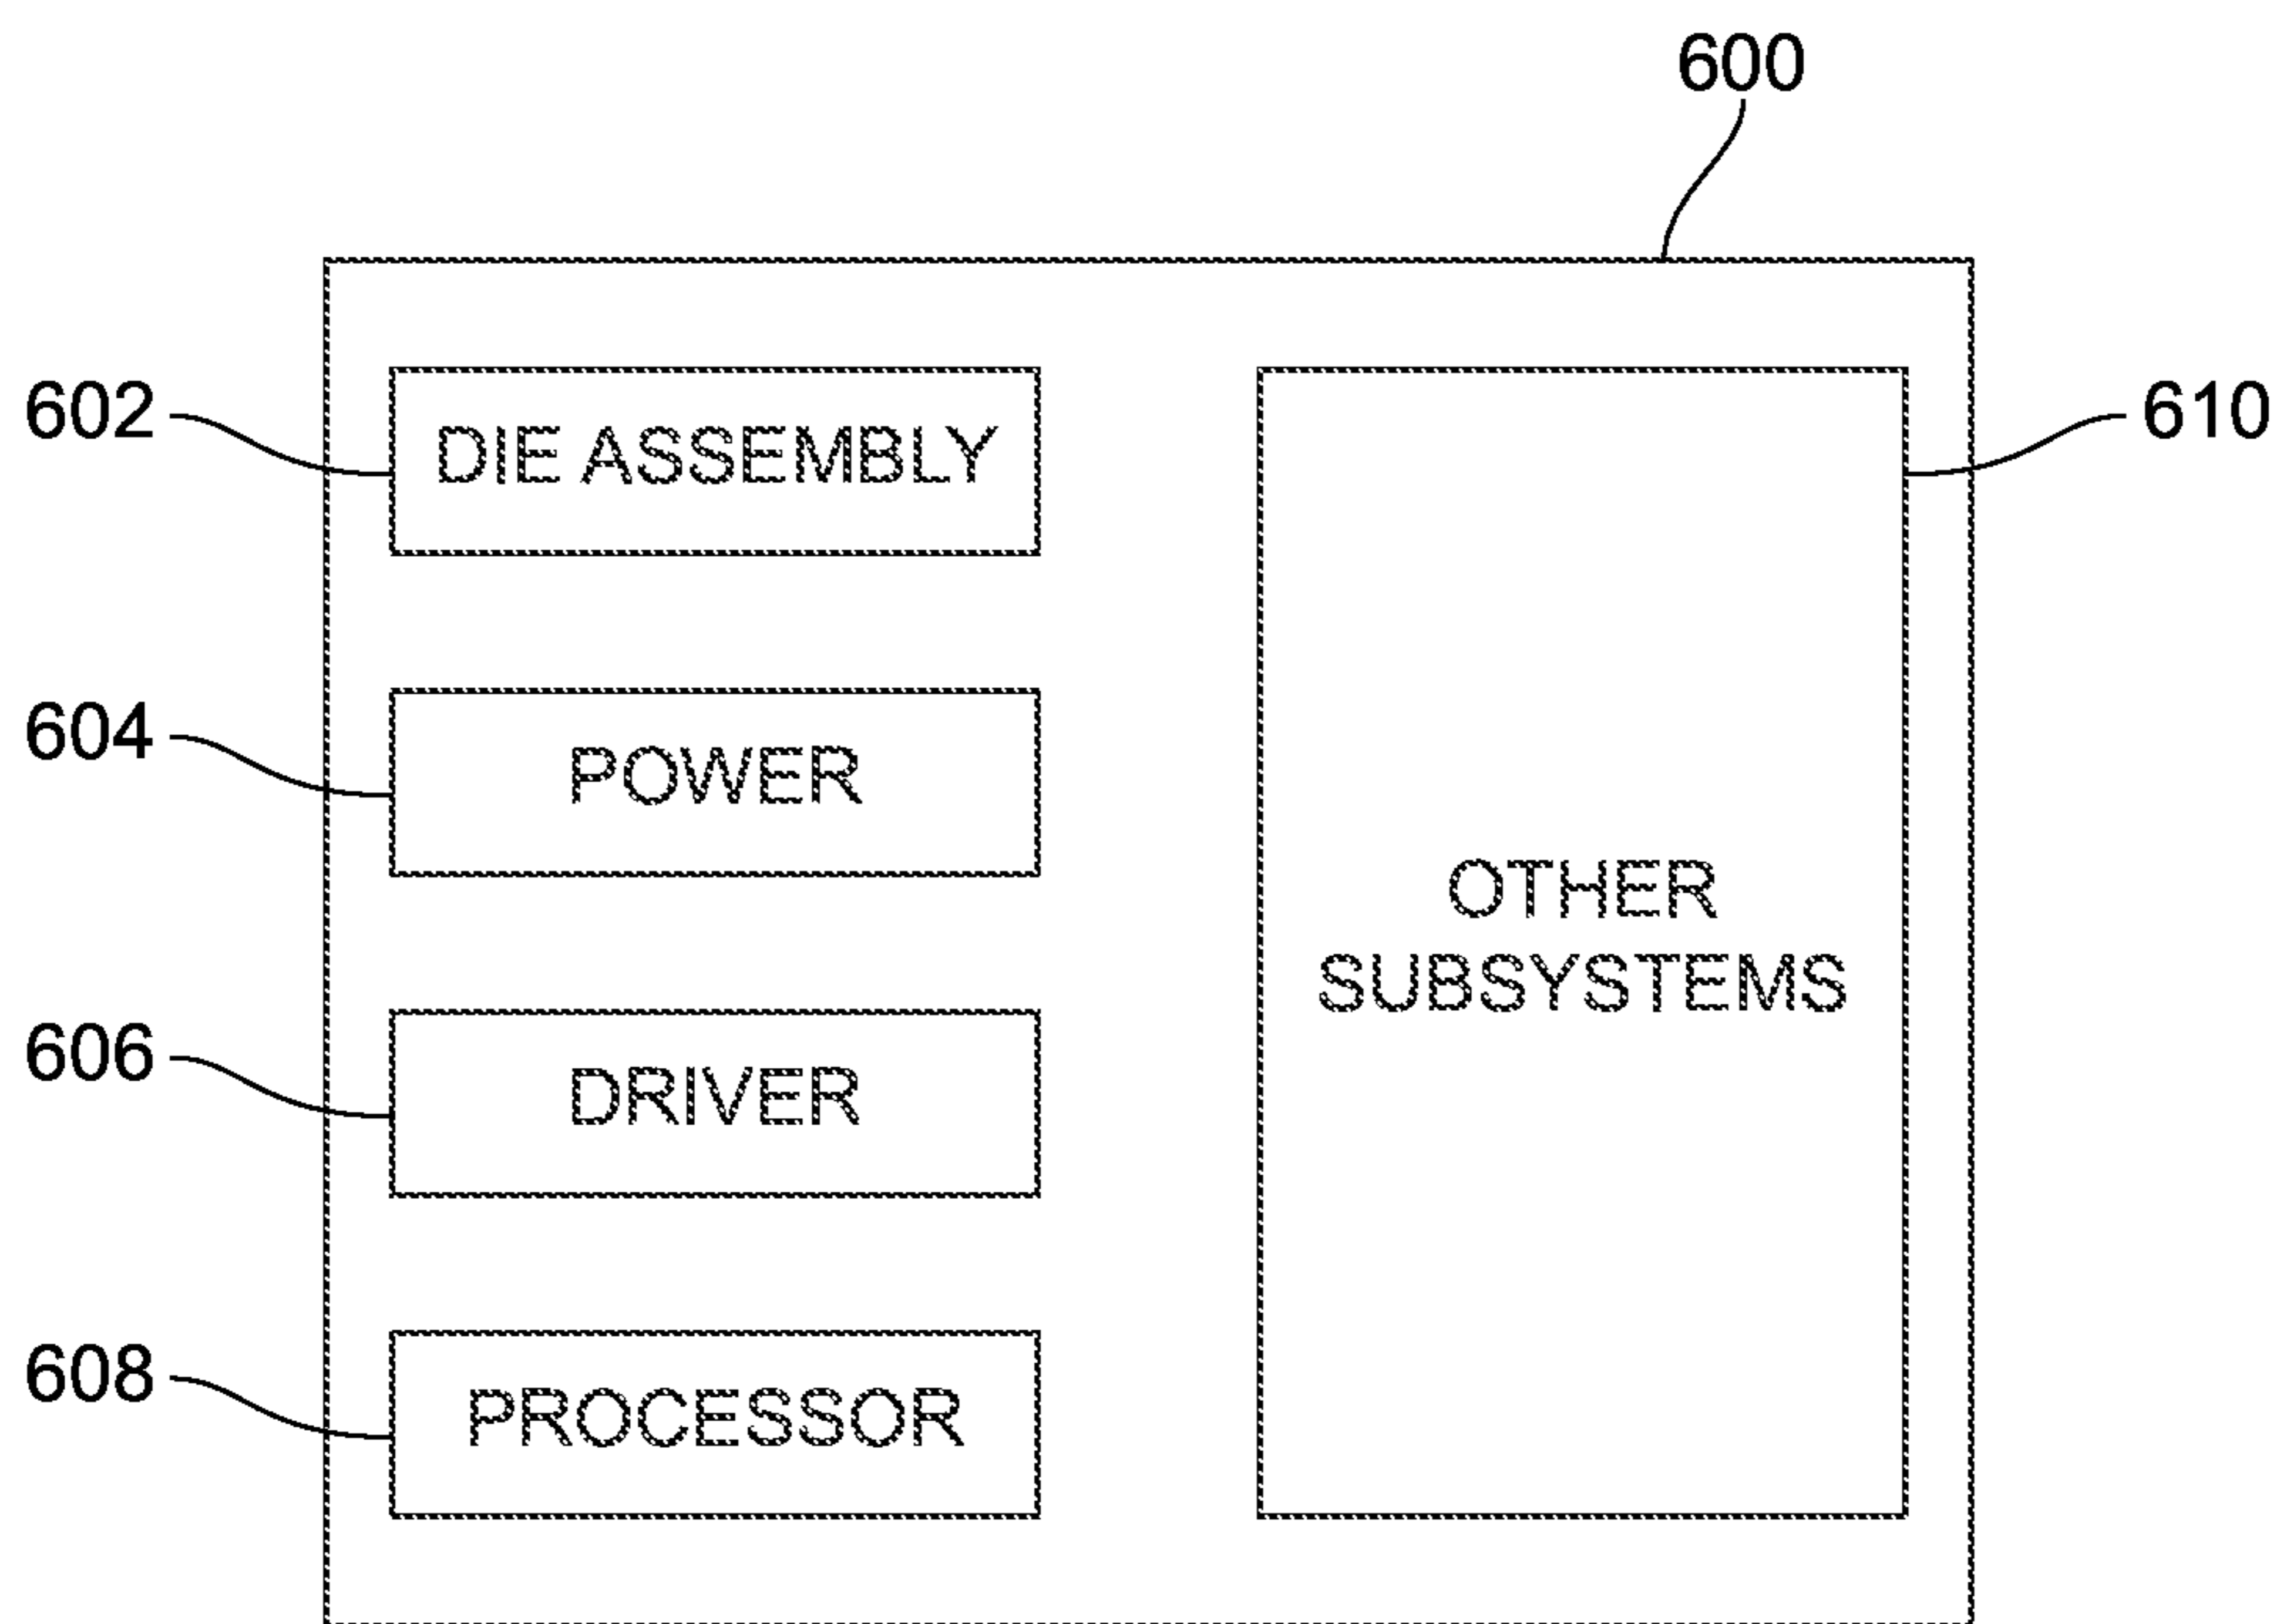 600
602
DIE ASSEMBLY
610
604
POWER
OTHER
SUBSYSTEMS
606
DRIVER
608
PROCESSOR